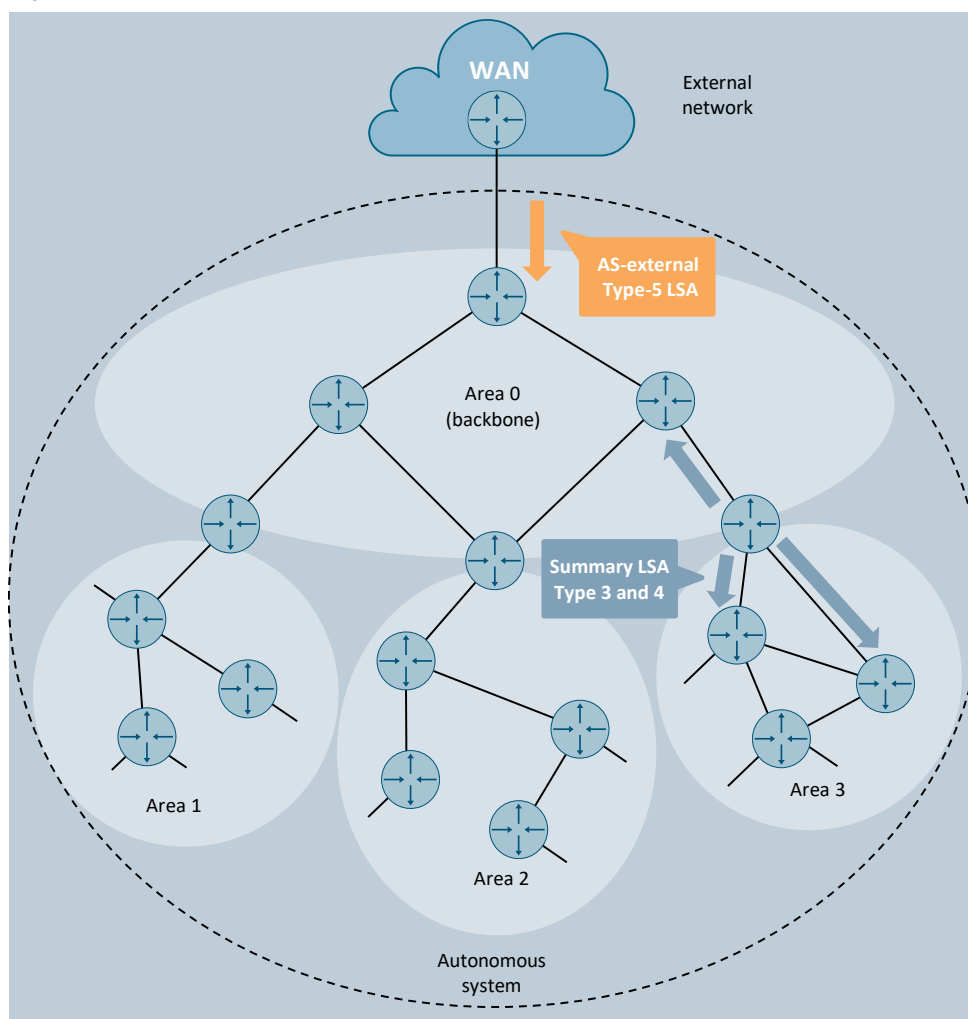 WAN
External
network
AS-external
Type-5 LSA
Area 0
(backbone)
Summary LSA
Type 3 and 4
Area 1
Area 3
Area 2
Autonomous
system